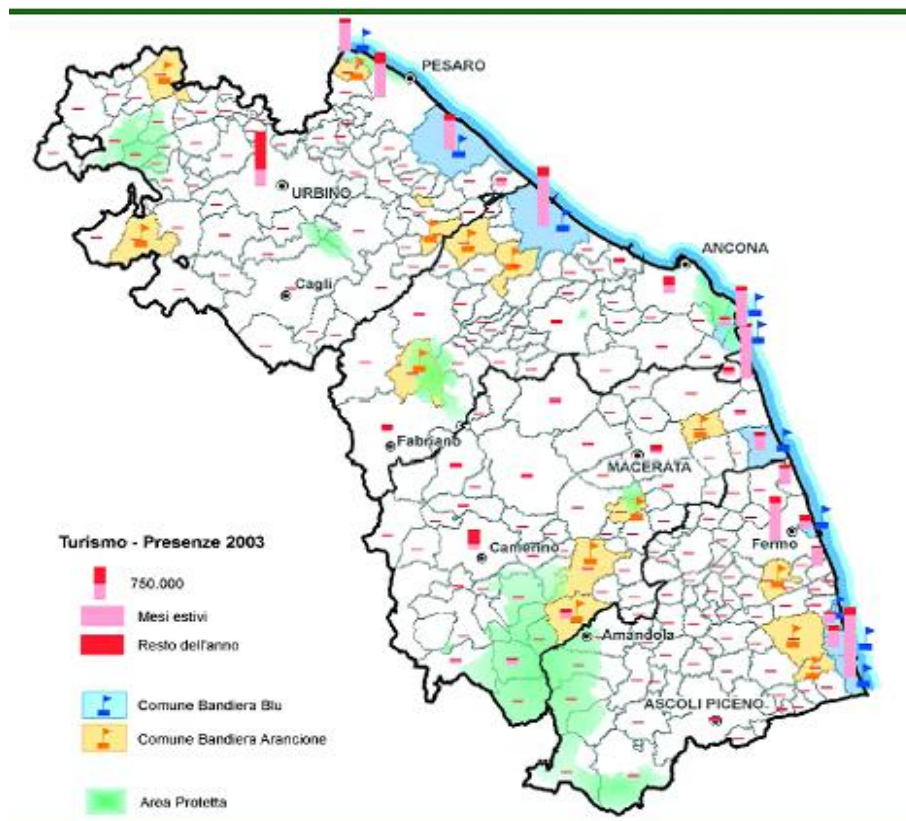 PESARO
URBINO
ANCONA
Cagli
Fabriano
MACERATA
Camerino
Fermo
Amandola
ASCOLI PICENO
Turismo - Presenze 2003
750.000
Mesi estivi
Resto dell'anno
Comune Bandiera Blu
Comune Bandiera Arancione
Area Protetta